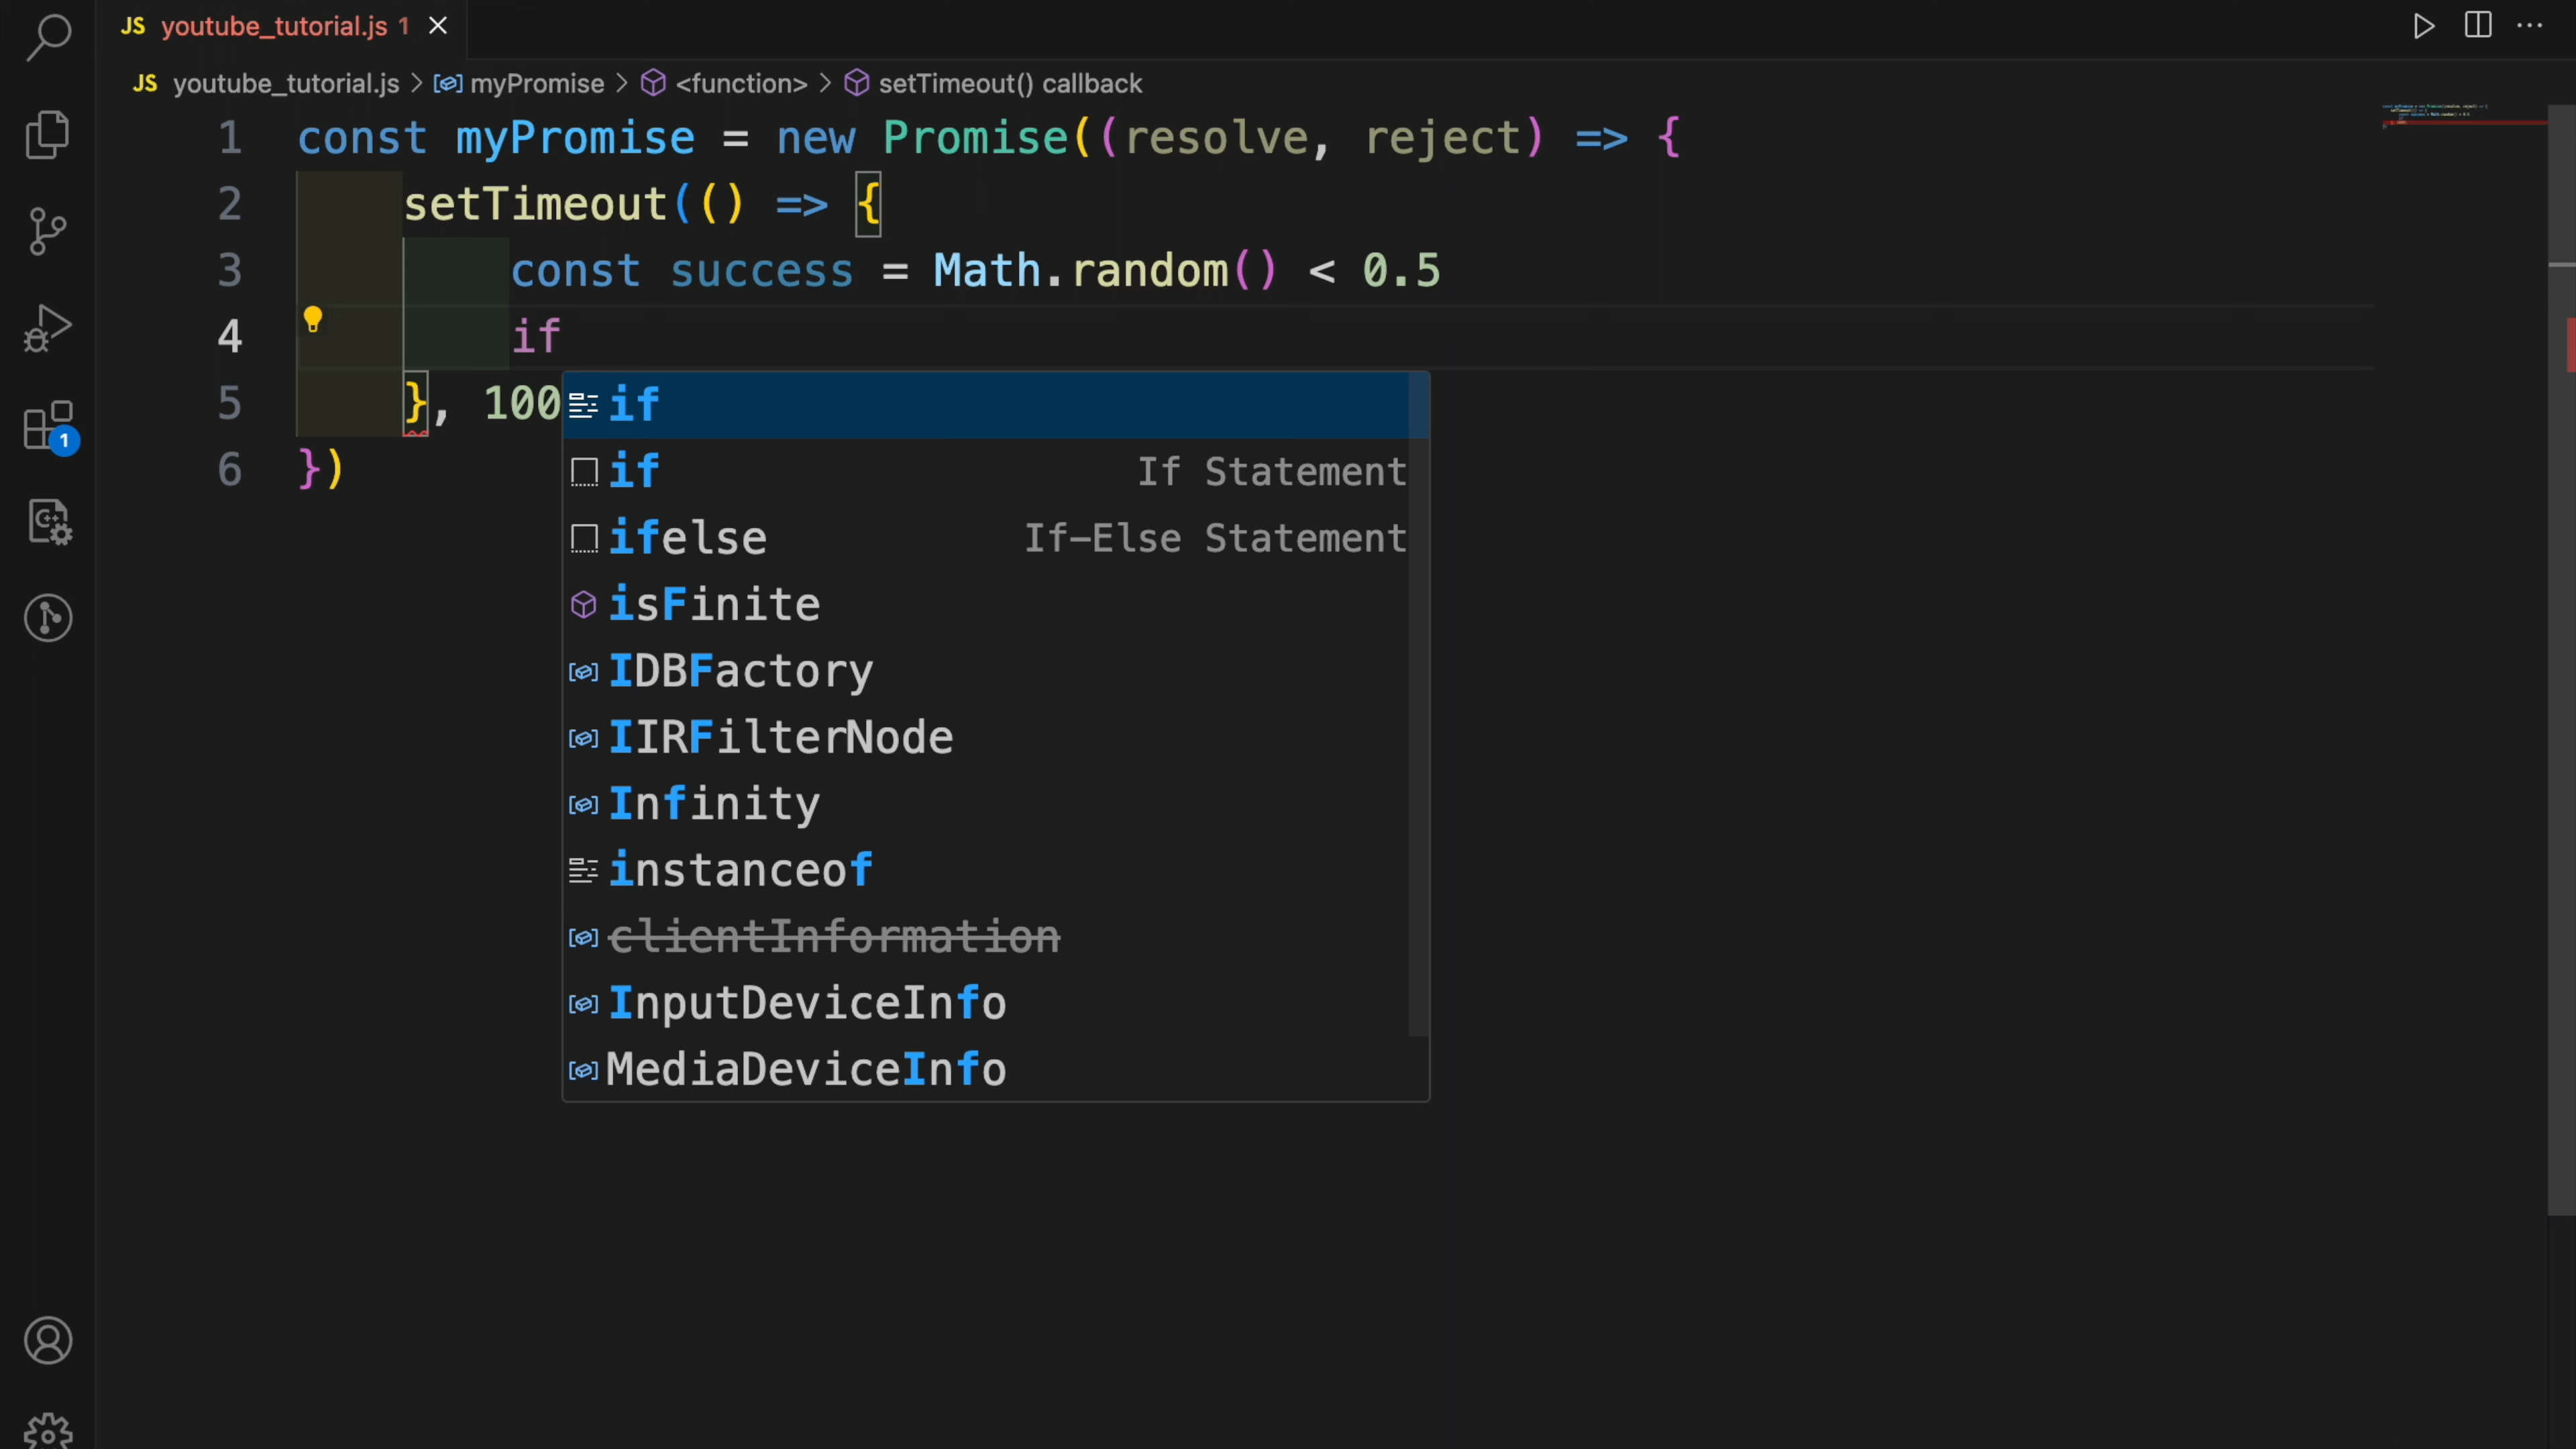 JS youtube_tutorial.js 1
JS youtube_tutorial.js > myPromise > <function> > setTimeout() callback
1 const myPromise = new Promise((resolve, reject) => {
2 setTimeout(() => {
3 const success = Math.random() < 0.5
4 if
5 }, 100
6 })
if
if If Statement
ifelse If-Else Statement
isFinite
IDBFactory
IIRFilterNode
Infinity
instanceof
clientInformation
InputDeviceInfo
MediaDeviceInfo
1
C++